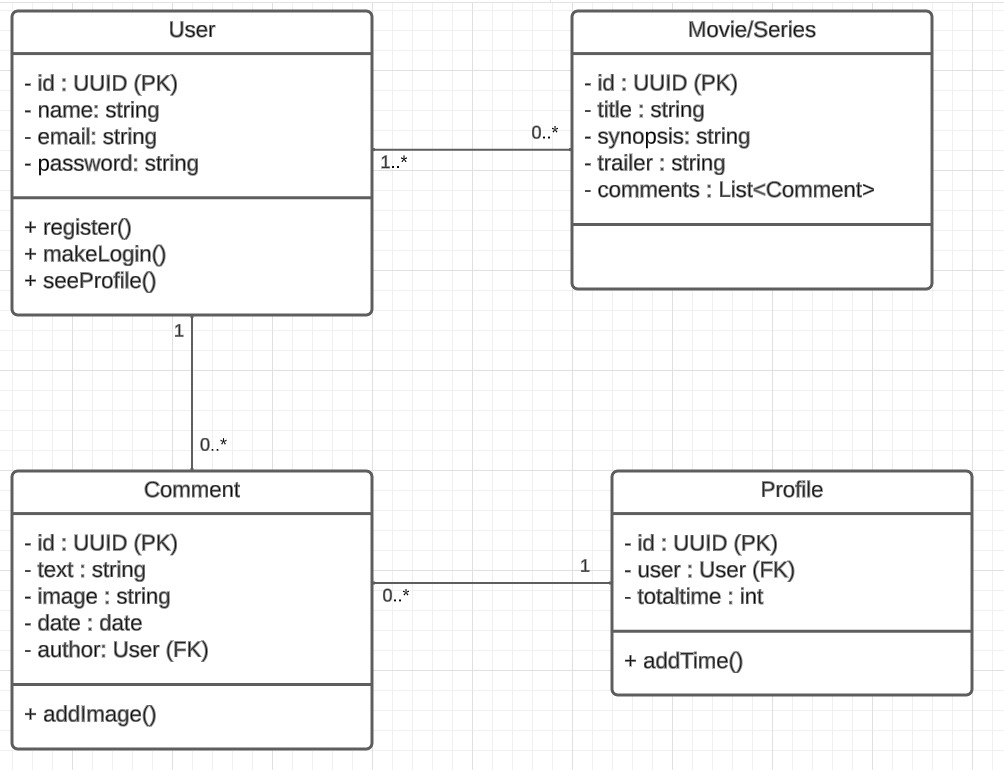 User
- id : UUID (PK)
- name: string
- email: string
- password: string
+ register()
+ makeLogin()
+ seeProfile()
Movie/Series
- id : UUID (PK)
- title : string
- synopsis: string
- trailer : string
- comments : List<Comment>
0..*
1..*
1
0..*
Comment
- id : UUID (PK)
- text : string
- image : string
- date : date
- author: User (FK)
+ addImage()
1
0..*
Profile
- id : UUID (PK)
- user : User (FK)
- totaltime : int
+ addTime()